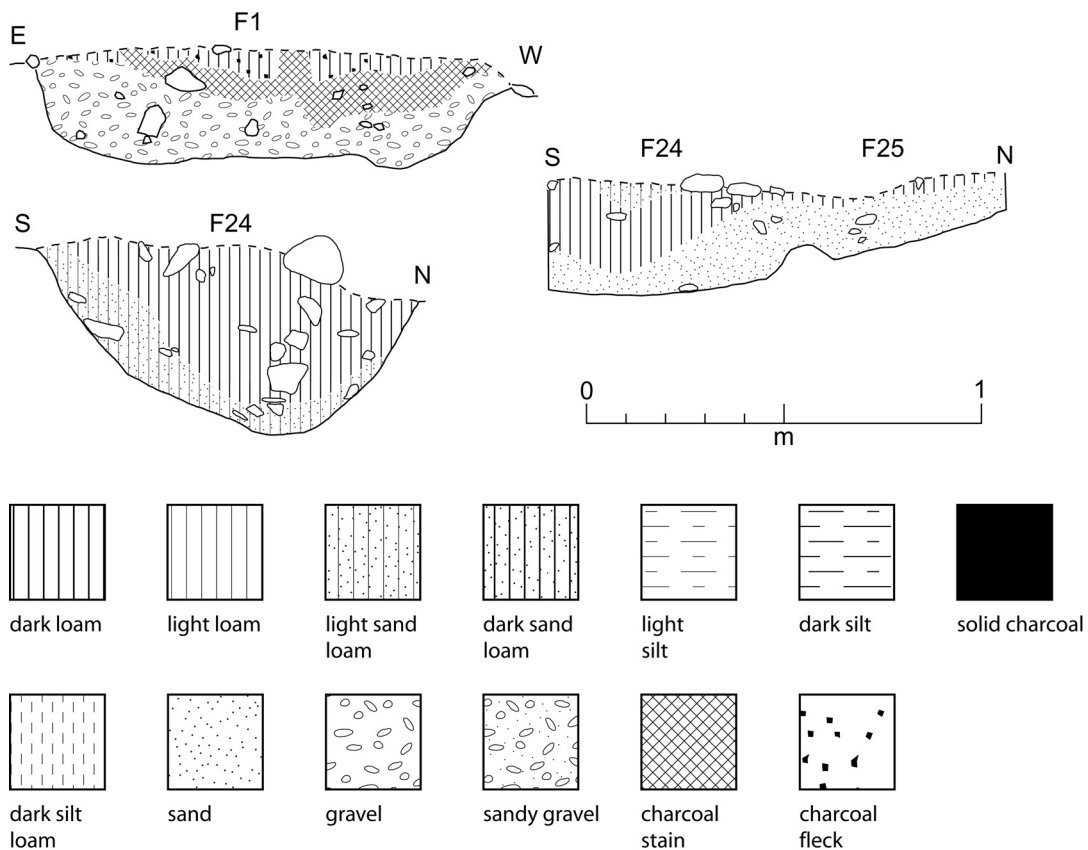 E
F1
W
S
F24
F25
N
S
F24
N
0
1
m
dark loam
light loam
light sand
loam
dark sand
loam
light
silt
dark silt
solid charcoal
dark silt
loam
sand
gravel
sandy gravel
charcoal
stain
charcoal
fleck